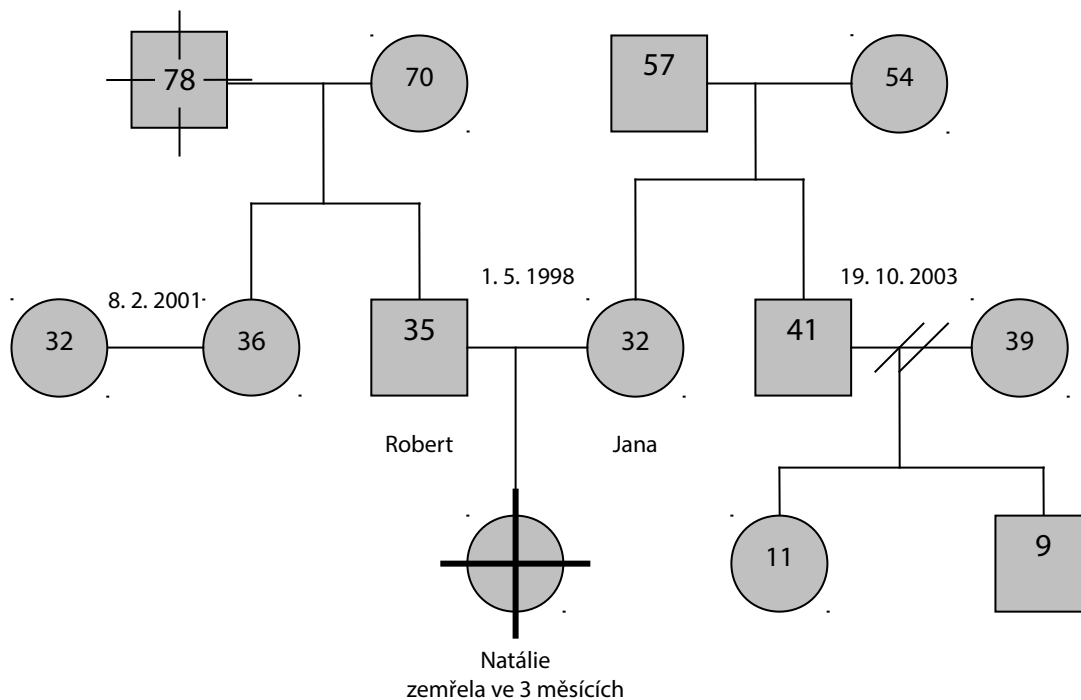 78
70
57
54
8. 2. 2001
1. 5. 1998
19. 10. 2003
32
36
35
32
41
39
Robert
Jana
11
9
Natálie
zemřela ve 3 měsících